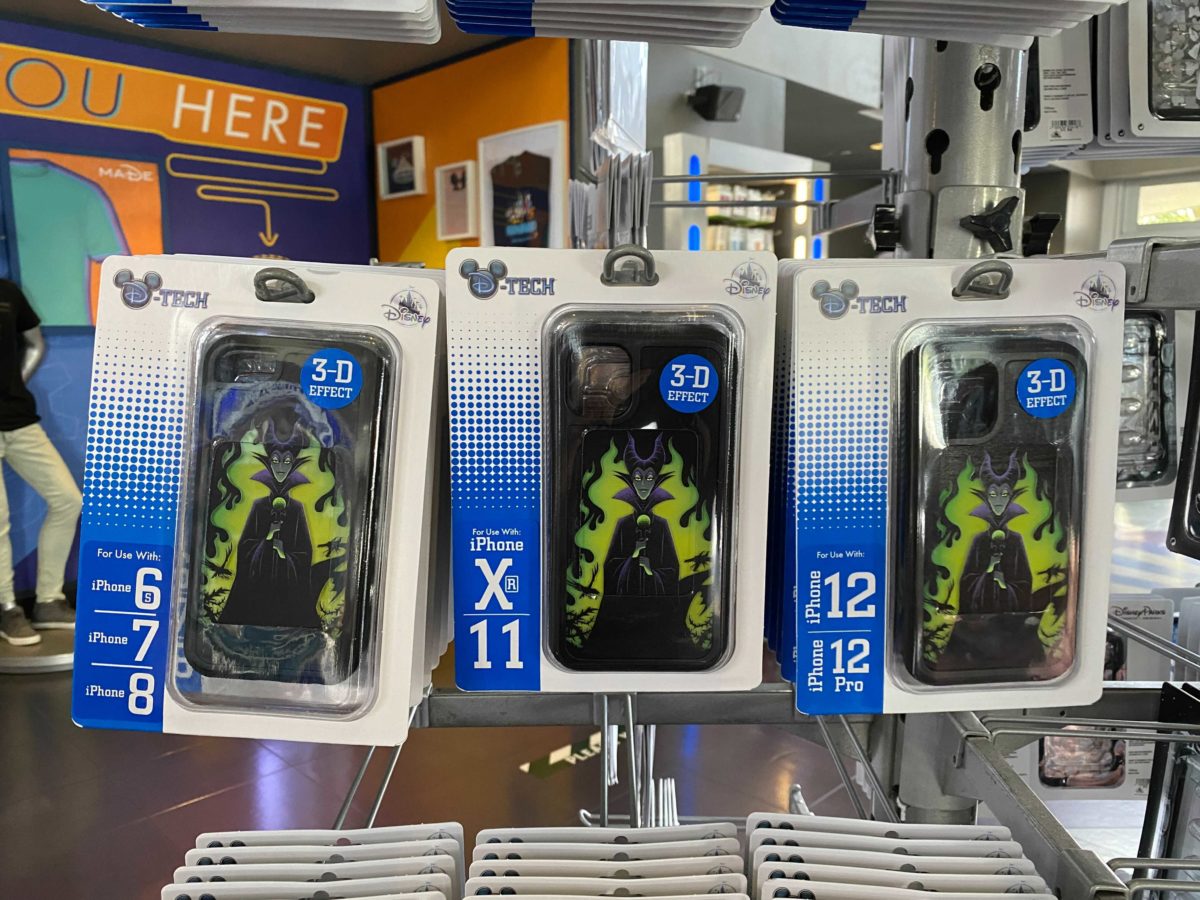 OU HERE
MADE
D-TECH
Disney
3-D
EFFECT
For Use With:
iPhone 6s
iPhone 7
iPhone 8
D-TECH
Disney
3-D
EFFECT
For Use With:
iPhone
XR
11
D-TECH
Disney
3-D
EFFECT
For Use With:
iPhone 12
iPhone 12
Pro
Disney Parks